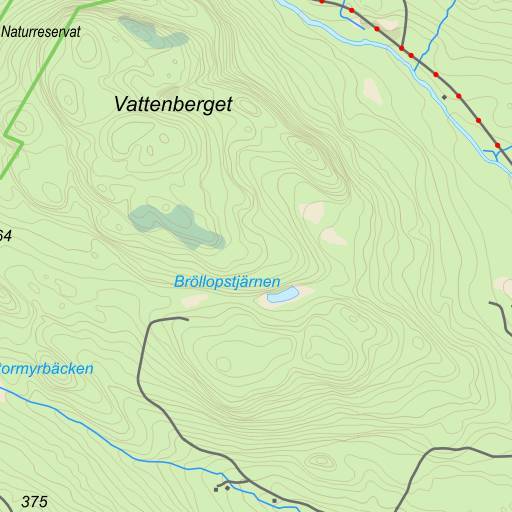 Naturreservat
Vattenberget
64
Bröllopstjärnen
ormyrbäcken
375